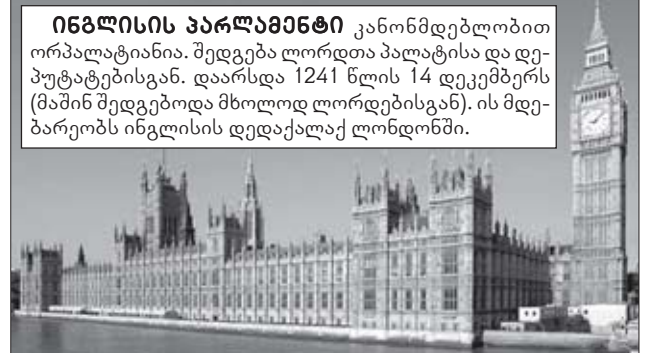 ინგლისის პარლამენტი კანონმდებლობით
ორპალატიანია. შედგება ლორდთა პალატისა და დე-
პუტატებისგან. დაარსდა 1241 წლის 14 დეკემბერს
(მაშინ შედგებოდა მხოლოდ ლორდებისგან). ის მდე-
ბარეობს ინგლისის დედაქალაქ ლონდონში.